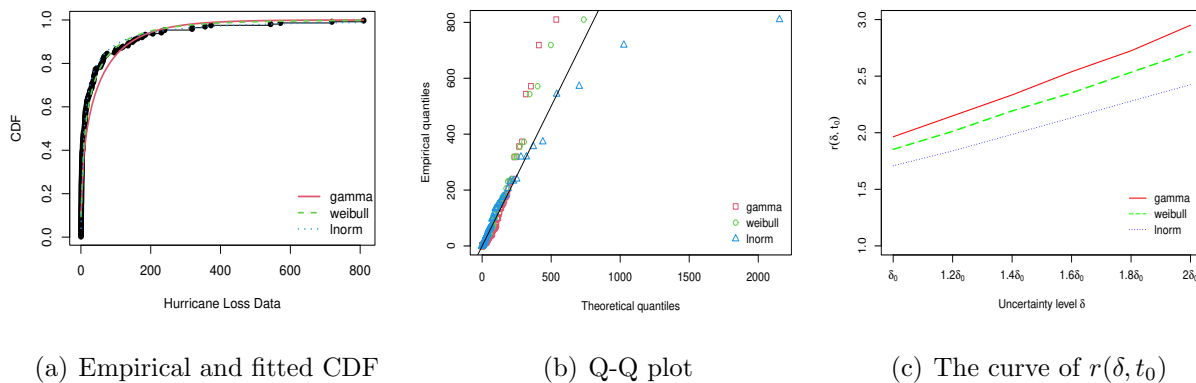 CDF
0.0 0.2 0.4 0.6 0.8 1.0
gamma
weibull
lnorm
0 200 400 600 800
Hurricane Loss Data
(a) Empirical and fitted CDF
Empirical quantiles
0 200 400 600 800
gamma
weibull
lnorm
0 500 1000 1500 2000
Theoretical quantiles
(b) Q-Q plot
r(δ, t₀)
1.0 1.5 2.0 2.5 3.0
gamma
weibull
lnorm
δ₀ 1.2δ₀ 1.4δ₀ 1.6δ₀ 1.8δ₀ 2δ₀
Uncertainty level δ
(c) The curve of r(δ, t₀)